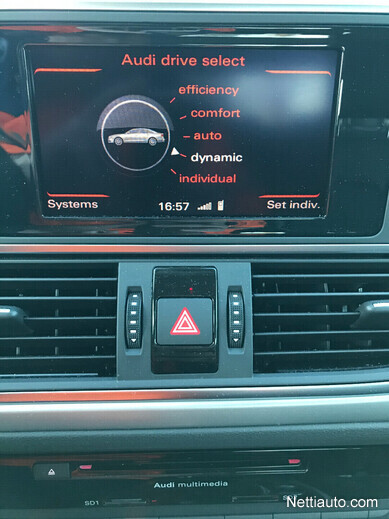 Audi drive select
efficiency
comfort
auto
dynamic
individual
Systems 16:57 Set indiv.
Audi multimedia
SD1
Nettiauto.com